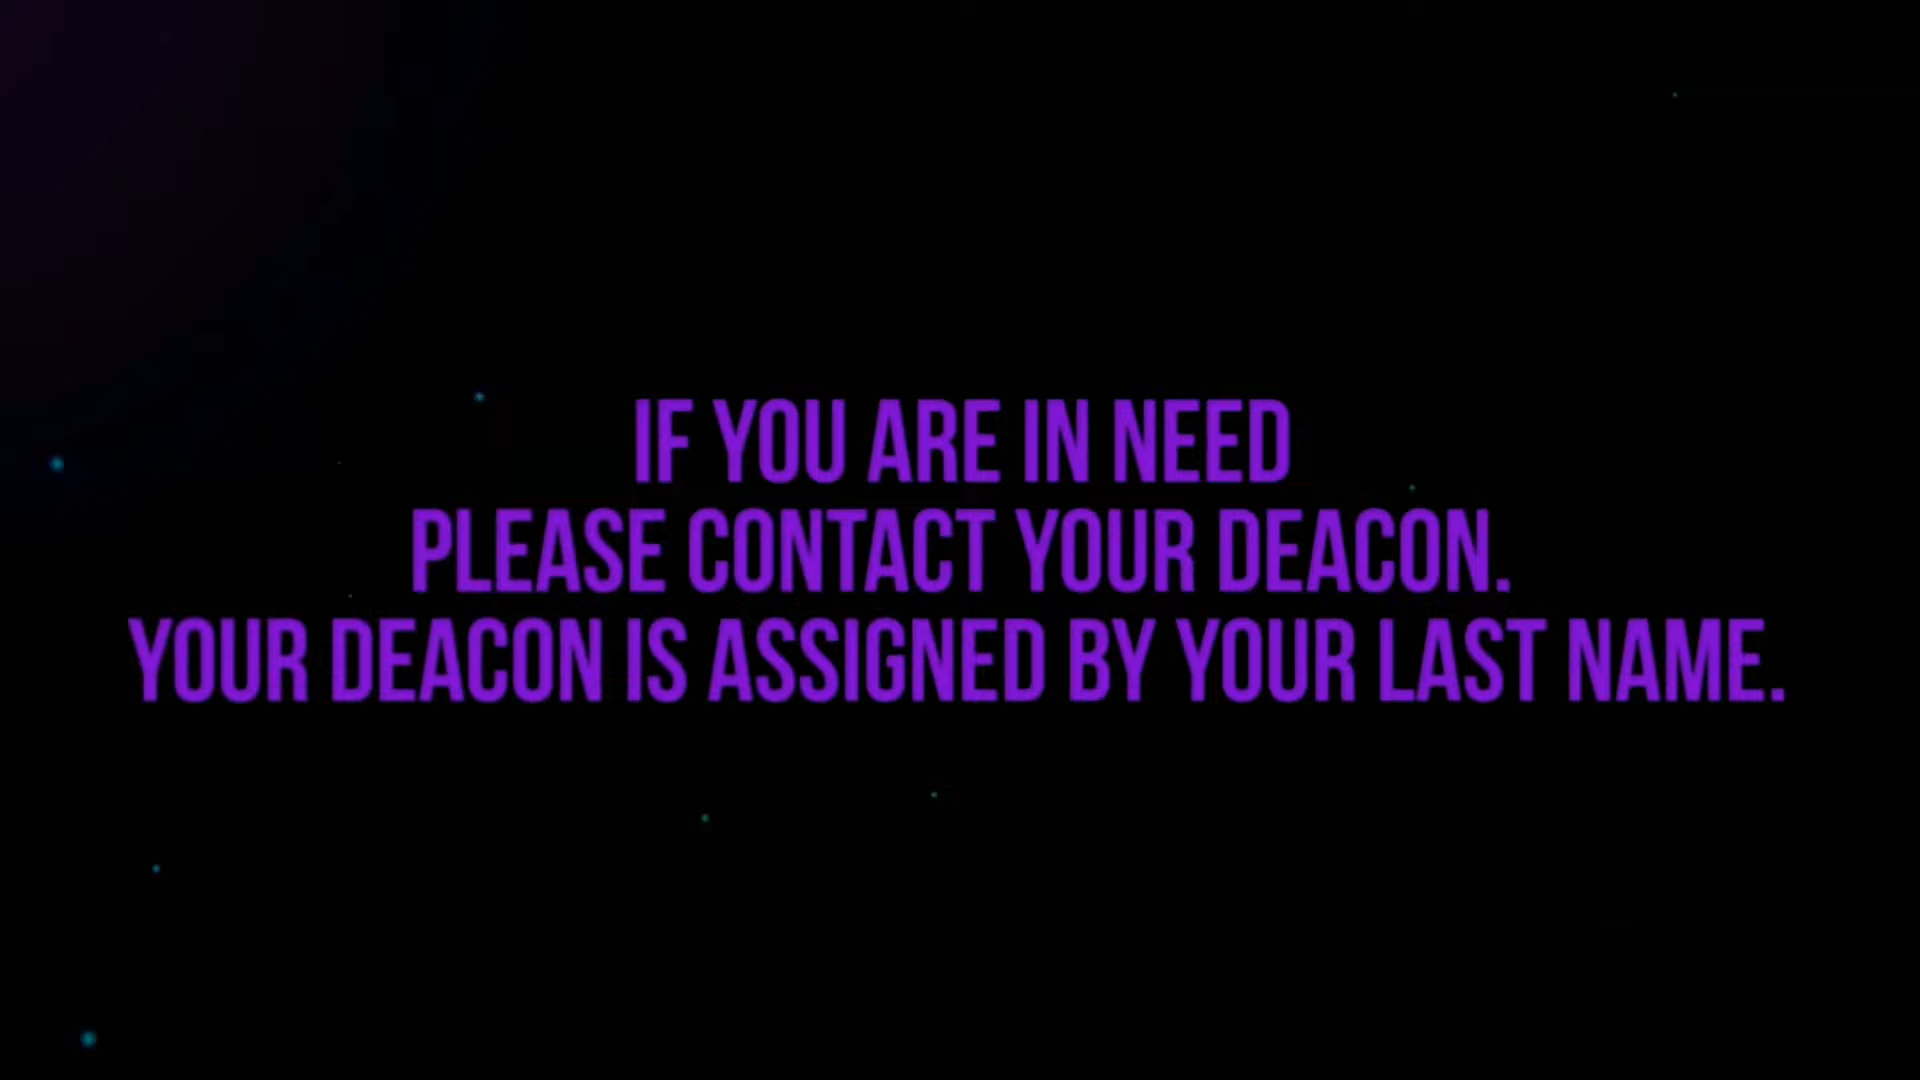 IF YOU ARE IN NEED
PLEASE CONTACT YOUR DEACON.
YOUR DEACON IS ASSIGNED BY YOUR LAST NAME.